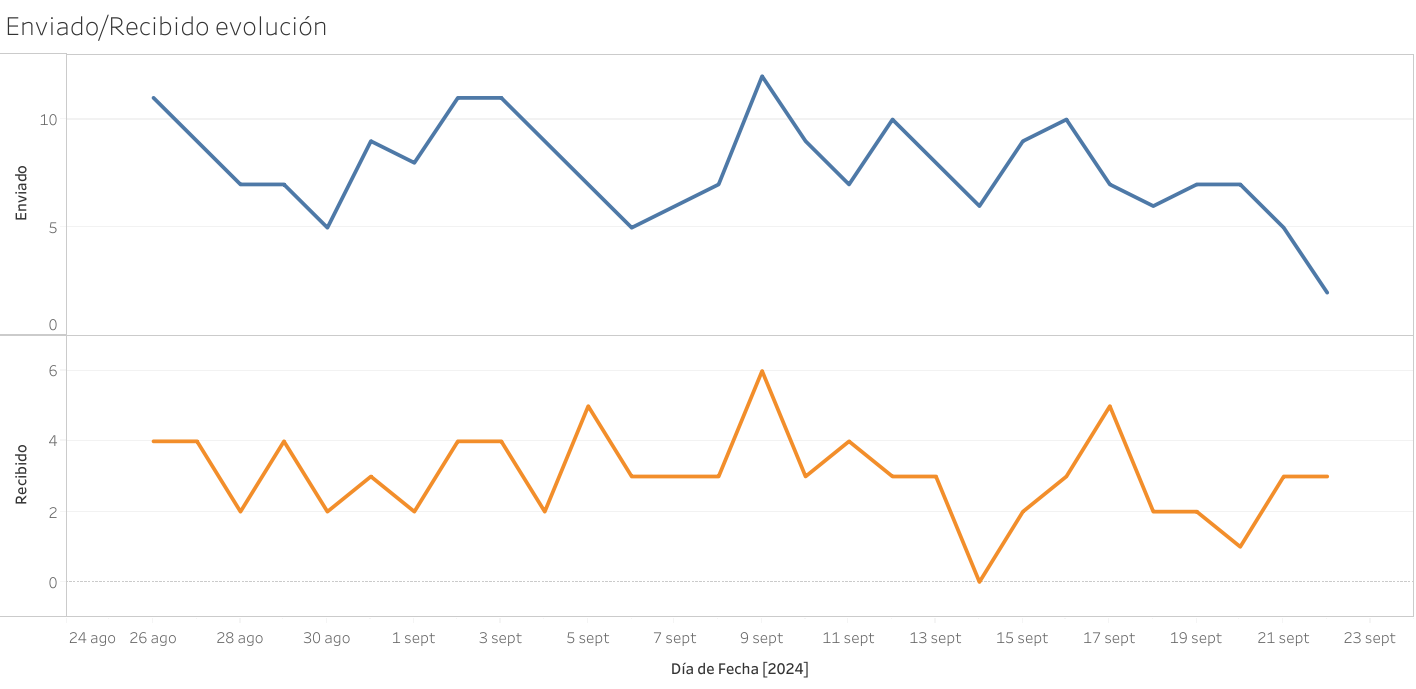 Enviado/Recibido evolución
Enviado
10
5
0
Recibido
6
4
2
0
24 ago 26 ago 28 ago 30 ago 1 sept 3 sept 5 sept 7 sept 9 sept 11 sept 13 sept 15 sept 17 sept 19 sept 21 sept 23 sept
Día de Fecha [2024]